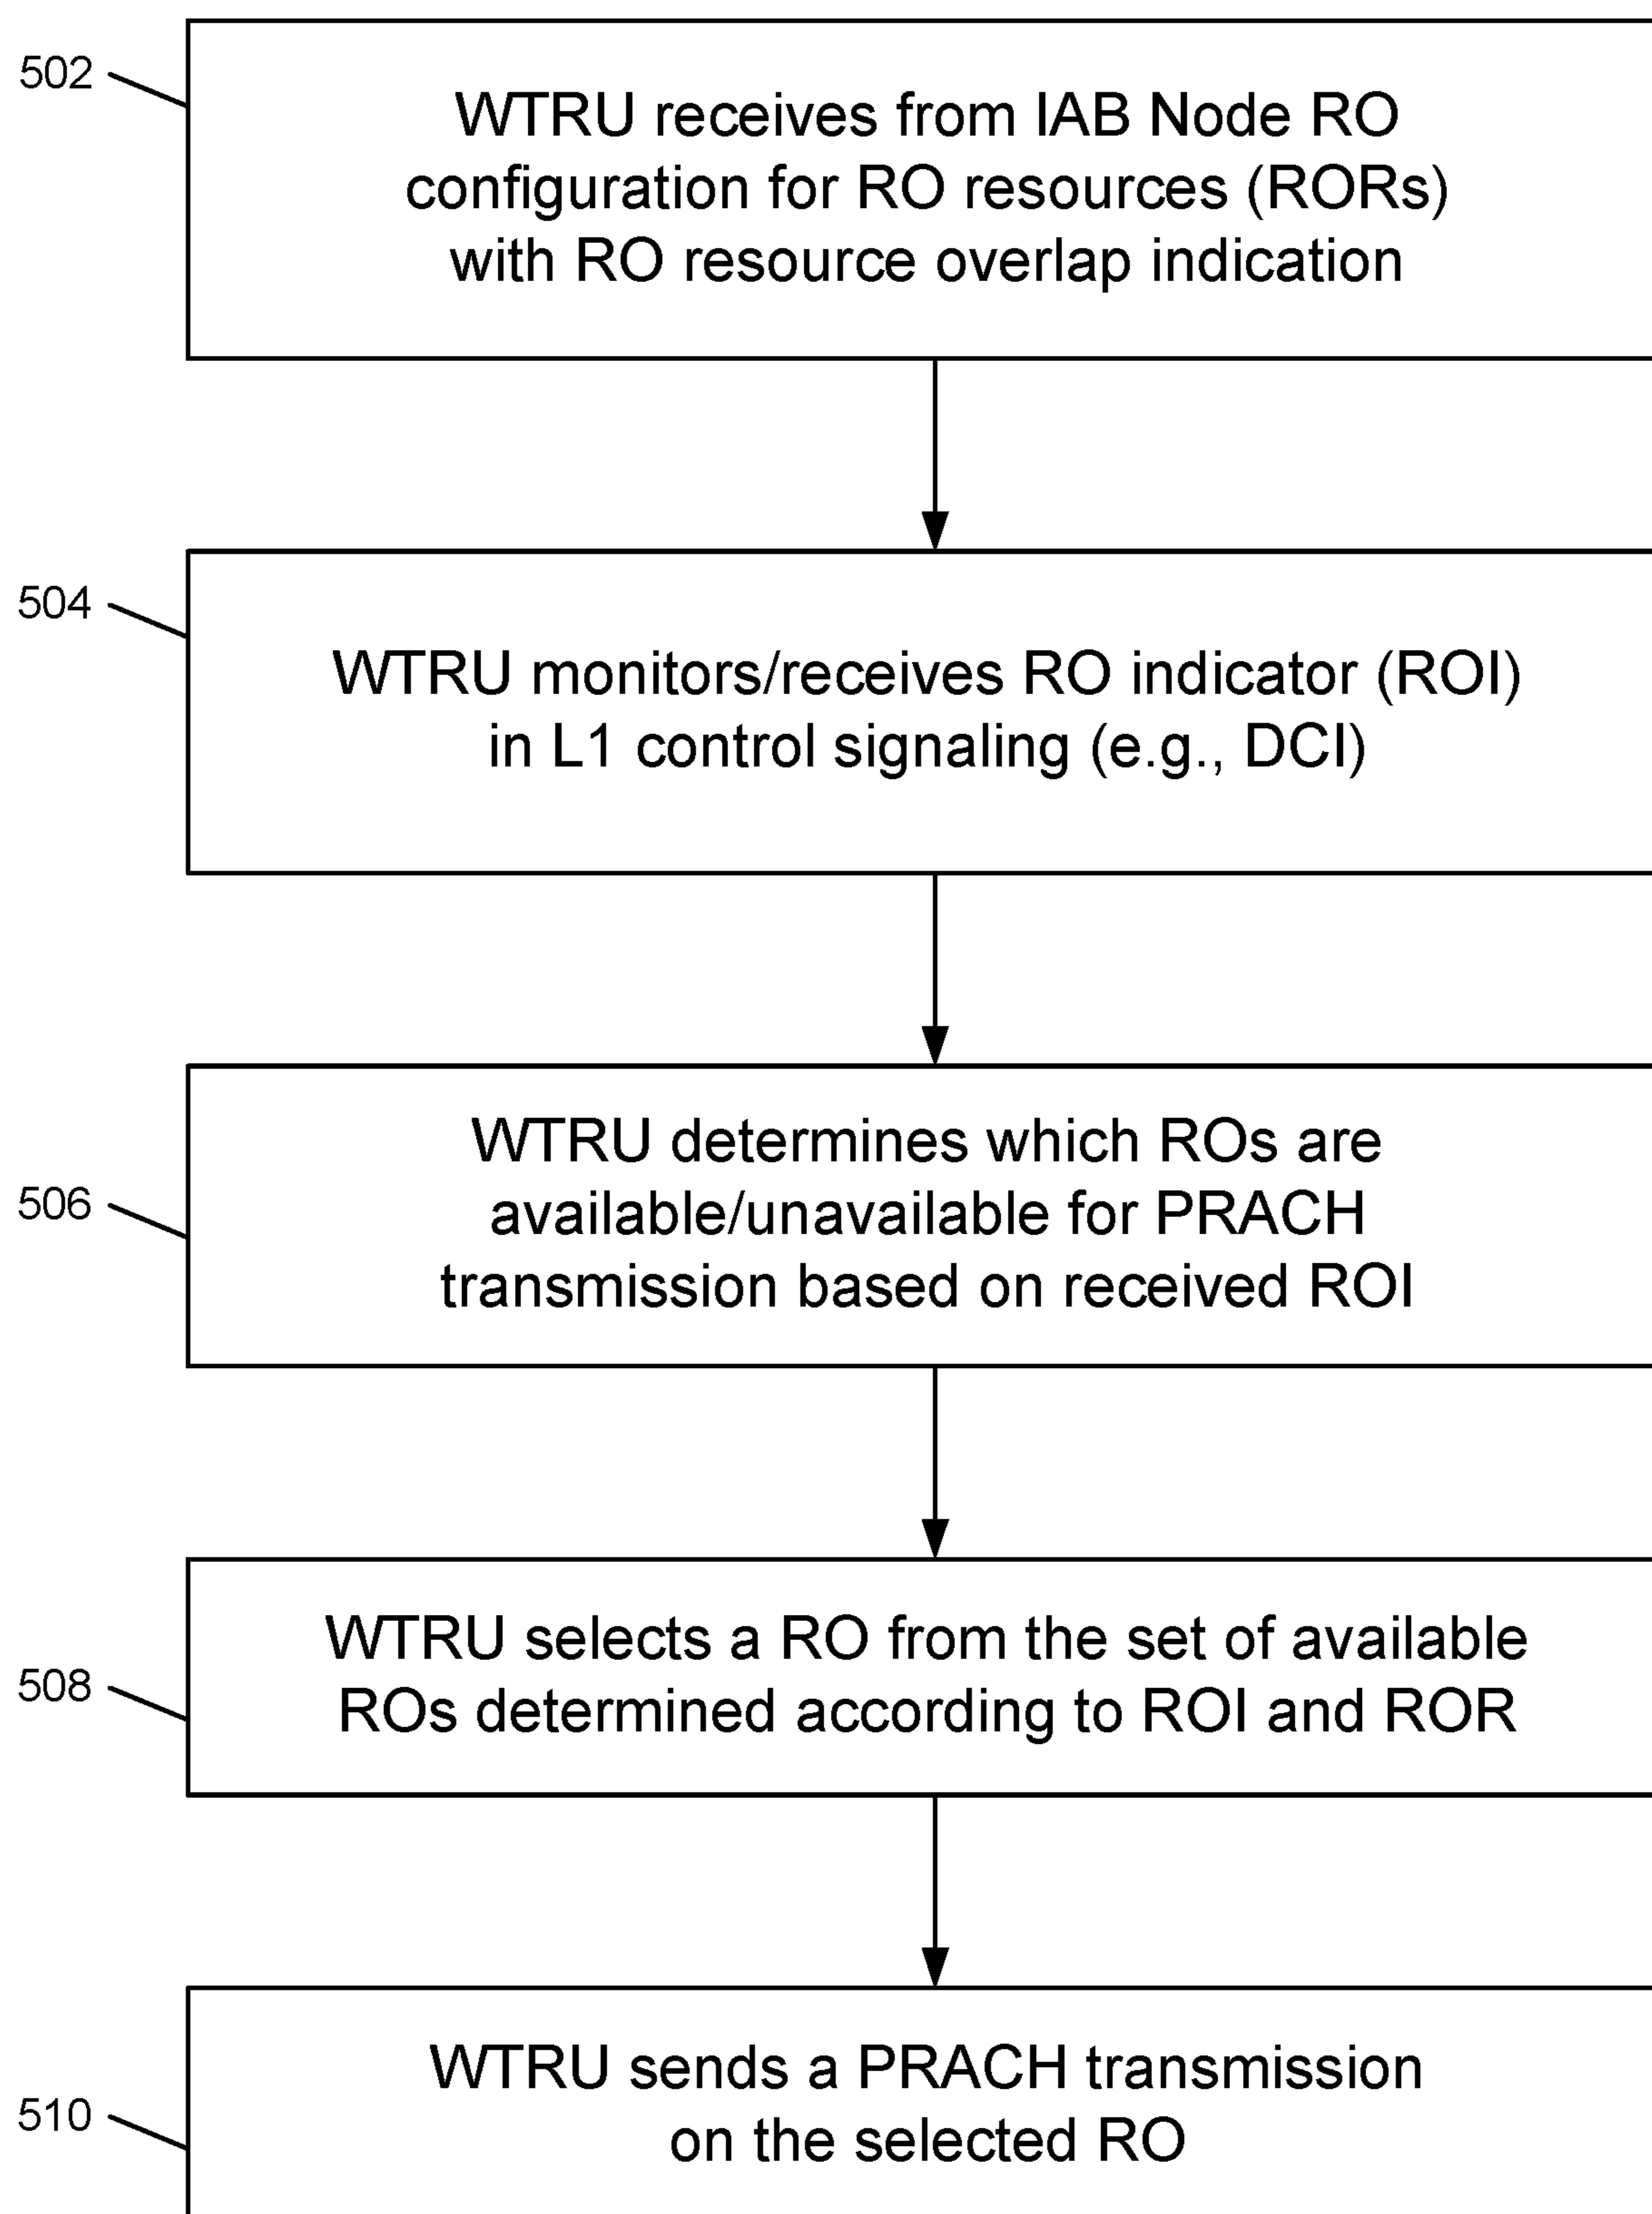 502
WTRU receives from IAB Node RO
configuration for RO resources (RORs)
with RO resource overlap indication
504
WTRU monitors/receives RO indicator (ROI)
in L1 control signaling (e.g., DCI)
506
WTRU determines which ROs are
available/unavailable for PRACH
transmission based on received ROI
508
WTRU selects a RO from the set of available
ROs determined according to ROI and ROR
510
WTRU sends a PRACH transmission
on the selected RO